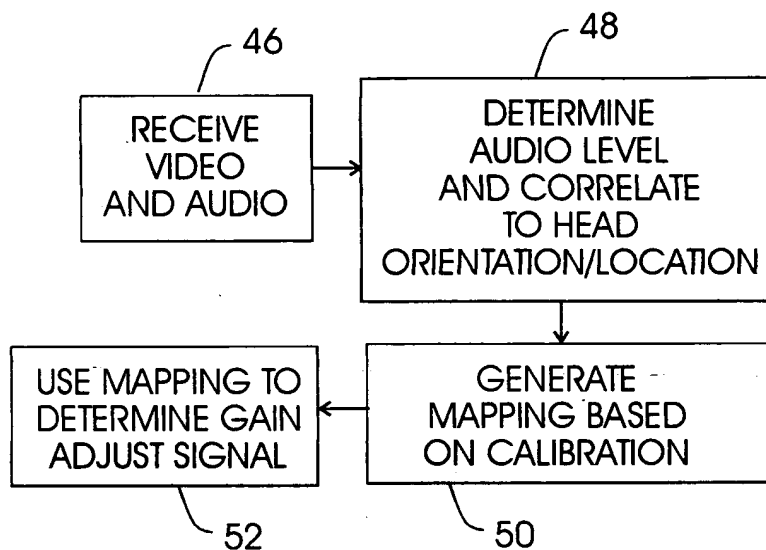 46
RECEIVE
VIDEO
AND AUDIO
48
DETERMINE
AUDIO LEVEL
AND CORRELATE
TO HEAD
ORIENTATION/LOCATION
GENERATE
MAPPING BASED
ON CALIBRATION
50
USE MAPPING TO
DETERMINE GAIN
ADJUST SIGNAL
52